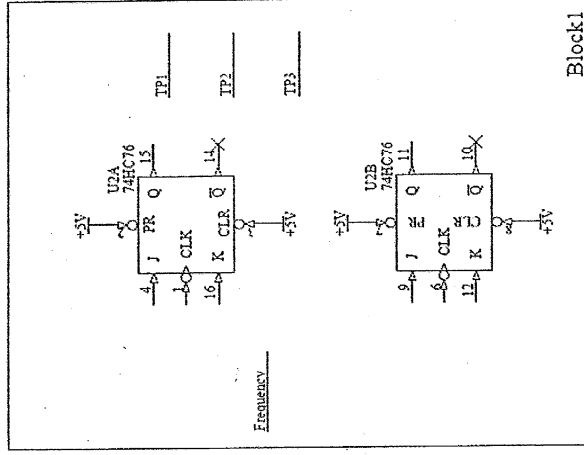 Block1
TP1
TP2
TP3
Frequency
U2A
74HC76
+5V
4
J
PR
Q
15
1
CLK
16
K
CLR
Q
14
+5V
U2B
74HC76
+5V
9
J
PR
Q
11
6
CLK
12
K
CLR
Q
10
+5V